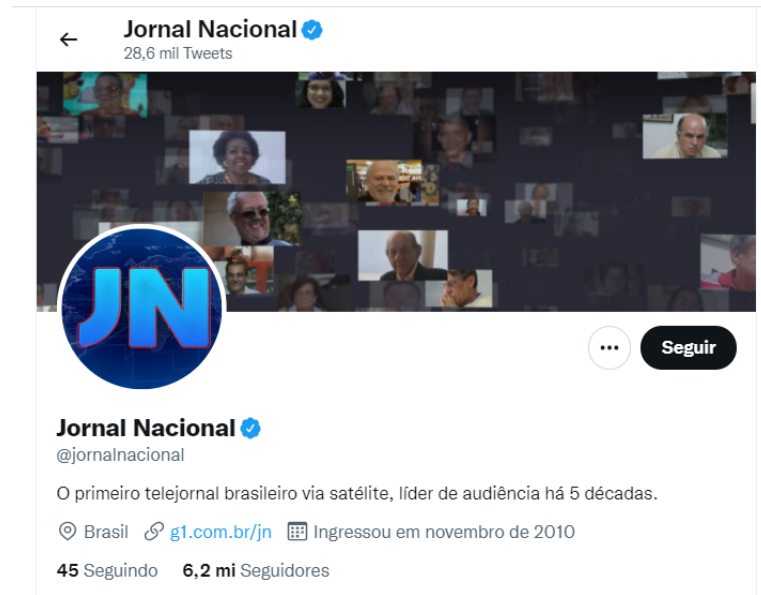 Jornal Nacional
28,6 mil Tweets
JN
Seguir
Jornal Nacional
@jornalnacional
O primeiro telejornal brasileiro via satélite, líder de audiência há 5 décadas.
Brasil g1.com.br/jn Ingressou em novembro de 2010
45 Seguindo 6,2 mi Seguidores